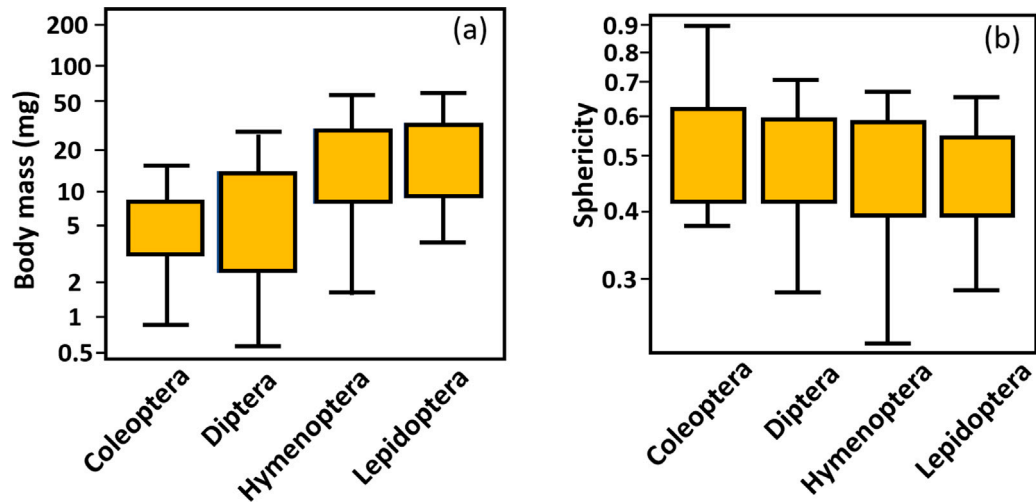 (a)
Body mass (mg)
200
100
50
20
10
5
2
1
0.5
Coleoptera
Diptera
Hymenoptera
Lepidoptera
(b)
Sphericity
0.9
0.8
0.7
0.6
0.5
0.4
0.3
Coleoptera
Diptera
Hymenoptera
Lepidoptera